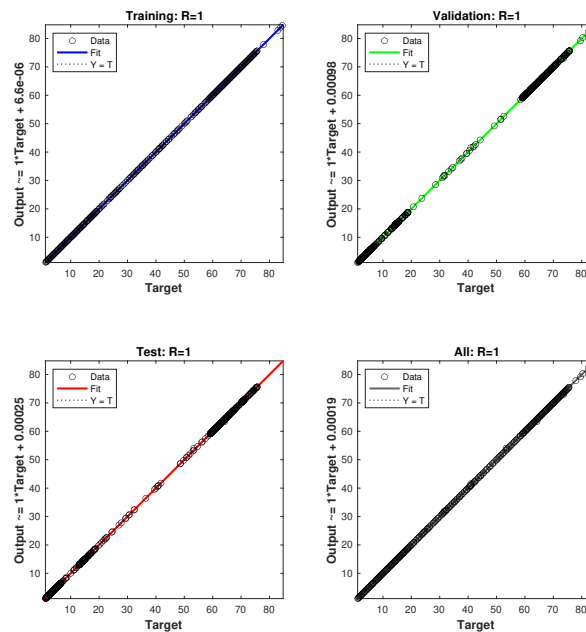 Training: R=1
Output ~= 1*Target + 6.6e-06
80
70
60
50
40
30
20
10
Data
Fit
Y = T
10 20 30 40 50 60 70 80
Target
Validation: R=1
Output ~= 1*Target + 0.00098
80
70
60
50
40
30
20
10
Data
Fit
Y = T
10 20 30 40 50 60 70 80
Target
Test: R=1
Output ~= 1*Target + 0.00025
80
70
60
50
40
30
20
10
Data
Fit
Y = T
10 20 30 40 50 60 70 80
Target
All: R=1
Output ~= 1*Target + 0.00019
80
70
60
50
40
30
20
10
Data
Fit
Y = T
10 20 30 40 50 60 70 80
Target